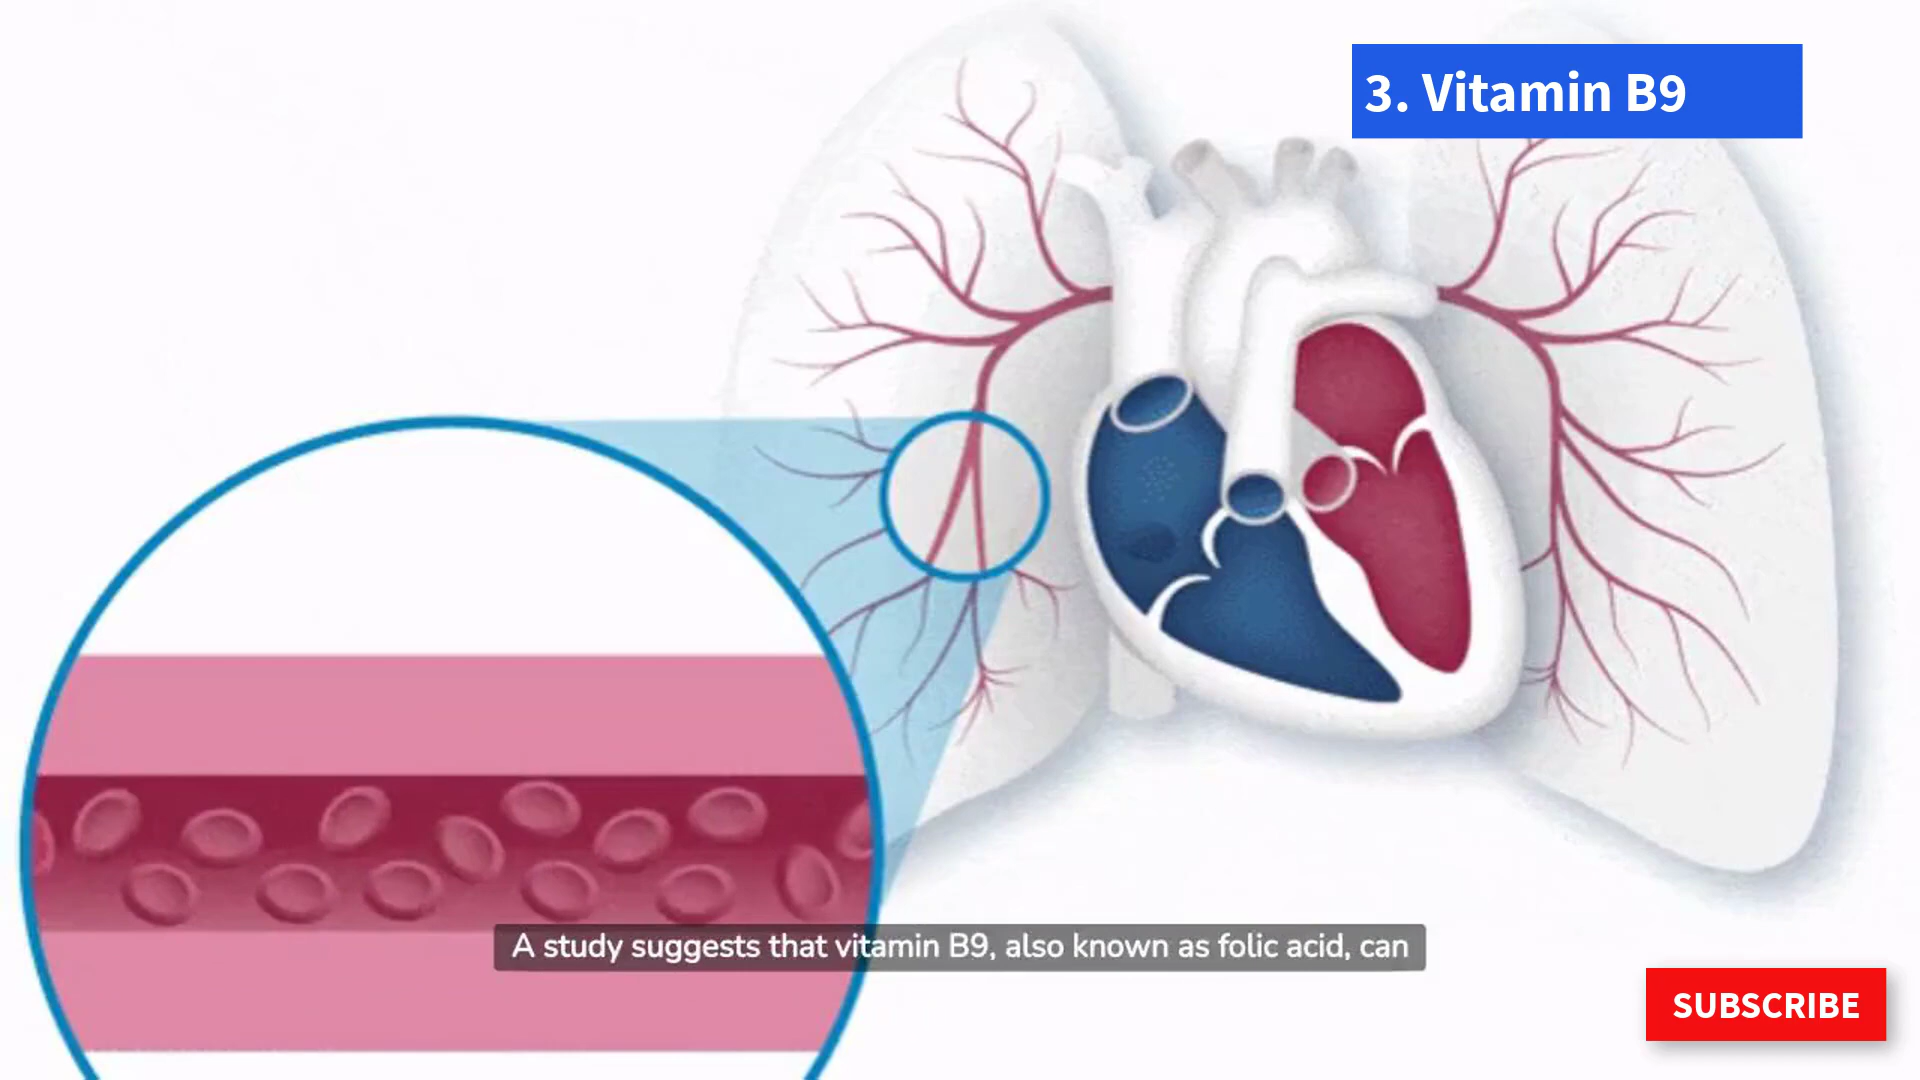 3. Vitamin B9
A study suggests that vitamin B9, also known as folic acid, can
SUBSCRIBE